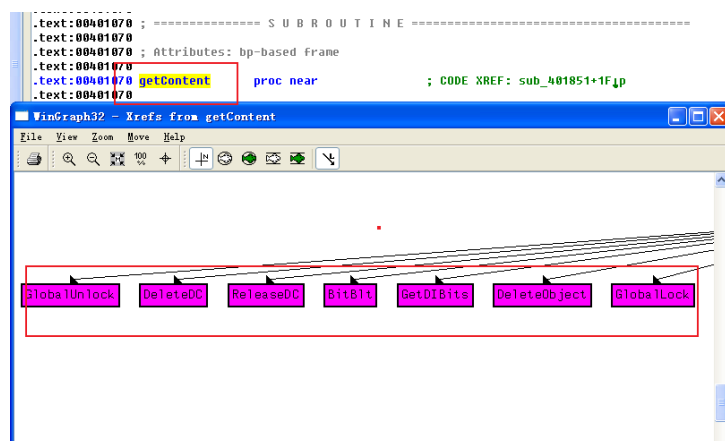 .text:00401070 ; =============== S U B R O U T I N E =======================================
.text:00401070
.text:00401070 ; Attributes: bp-based frame
.text:00401070
.text:00401070 getContent proc near ; CODE XREF: sub_401851+1F↓p
.text:00401070
WinGraph32 - Xrefs from getContent
File View Zoom Move Help
100 %
N
GlobalUnlock DeleteDC ReleaseDC BitBlt GetDIBits DeleteObject GlobalLock